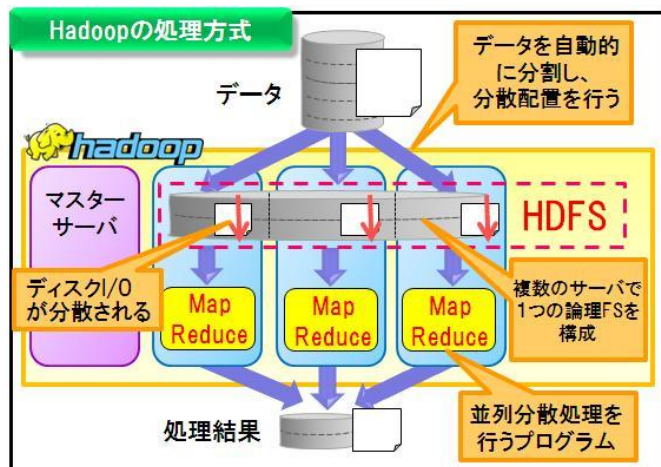 Hadoopの処理方式
データ
データを自動的
に分割し、
分散配置を行う
hadoop
マスター
サーバ
HDFS
ディスクI/O
が分散される
複数のサーバで
1つの論理FSを
構成
Map
Reduce
Map
Reduce
Map
Reduce
処理結果
並列分散処理を
行うプログラム